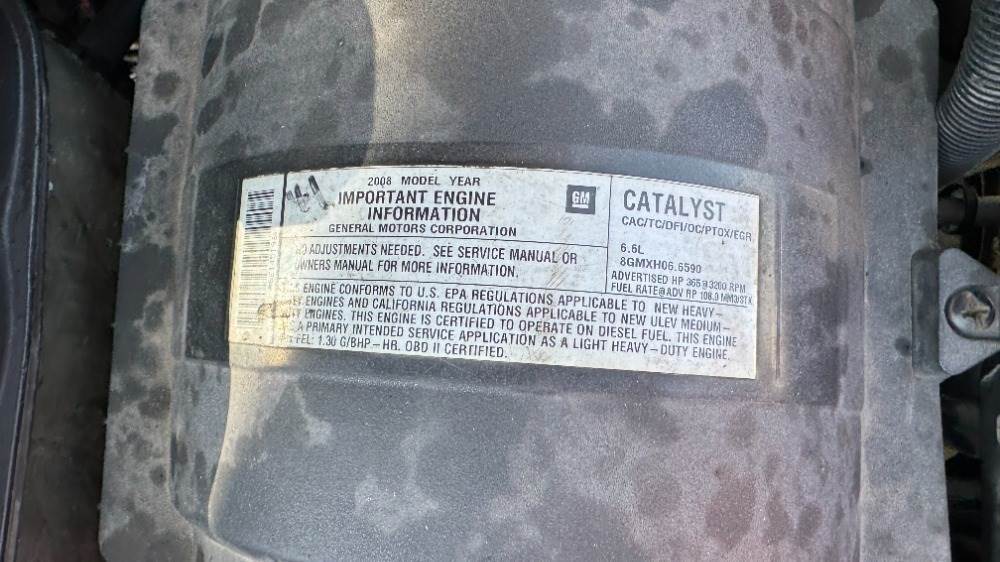 2008 MODEL YEAR
IMPORTANT ENGINE
INFORMATION
GENERAL MOTORS CORPORATION
GM
ADJUSTMENTS NEEDED. SEE SERVICE MANUAL OR
OWNERS MANUAL FOR MORE INFORMATION.
CATALYST
CAC/TC/DFI/OC/PTOX/EGR
6.6L
8GMXH06.6590
ADVERTISED HP 365@3200 RPM
FUEL RATE@ADV RP 108.9 MM3/STK
ENGINE CONFORMS TO U.S. EPA REGULATIONS APPLICABLE TO NEW HEAVY-
ENGINES AND CALIFORNIA REGULATIONS APPLICABLE TO NEW ULEV MEDIUM-
ENGINES. THIS ENGINE IS CERTIFIED TO OPERATE ON DIESEL FUEL. THIS ENGINE
A PRIMARY INTENDED SERVICE APPLICATION AS A LIGHT HEAVY-DUTY ENGINE.
FEL: 1.30 G/BHP-HR. OBD II CERTIFIED.